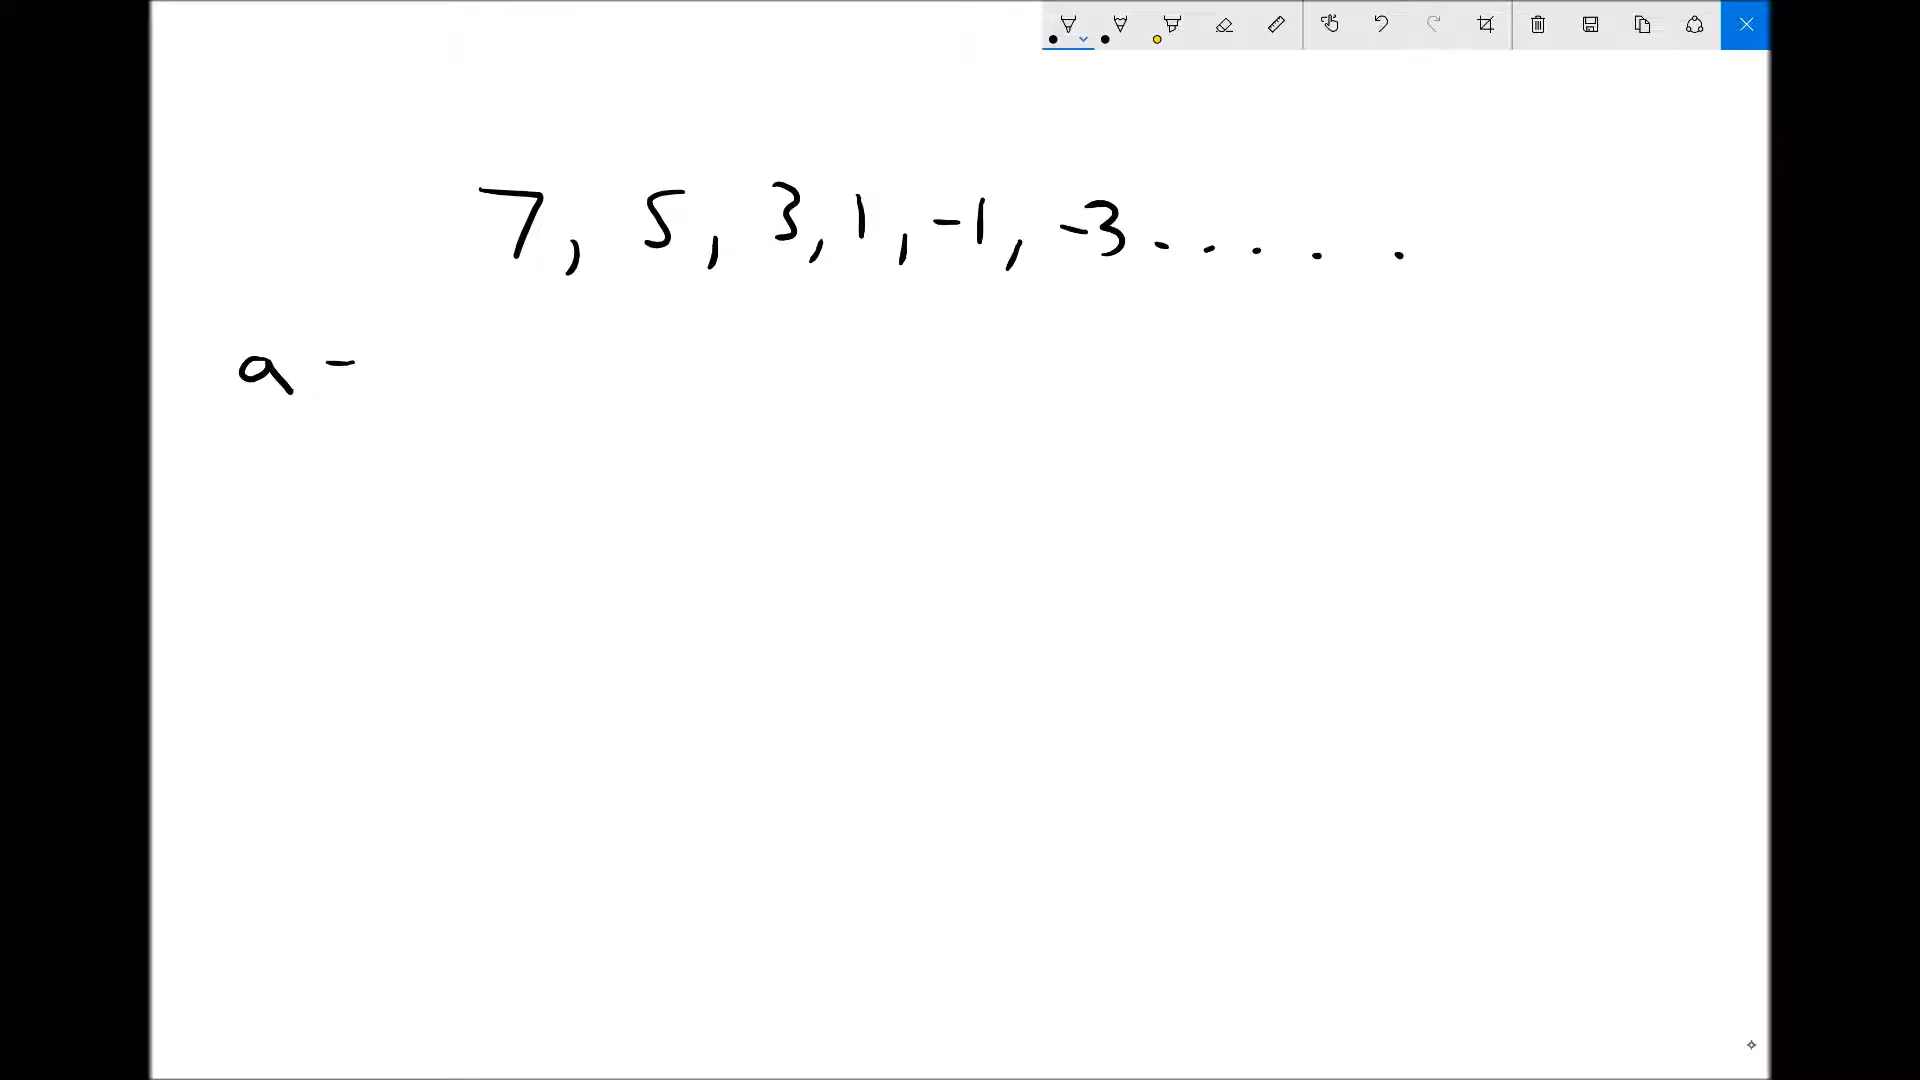 7, 5, 3, 1, -1, -3.....
a -